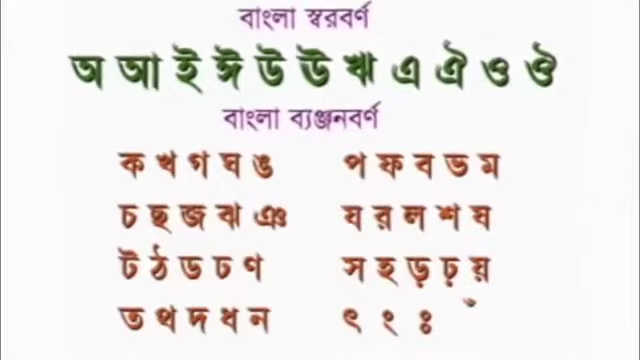 বাংলা স্বরবর্ণ
অ আ ই ঈ উ ঊ ঋ এ ঐ ও ঔ
বাংলা ব্যঞ্জনবর্ণ
ক খ গ ঘ ঙ প ফ ব ভ ম
চ ছ জ ঝ ঞ য র ল শ ষ
ট ঠ ড ঢ ণ স হ ড় ঢ় য়
ত থ দ ধ ন ৎ ং ঃ ঁ